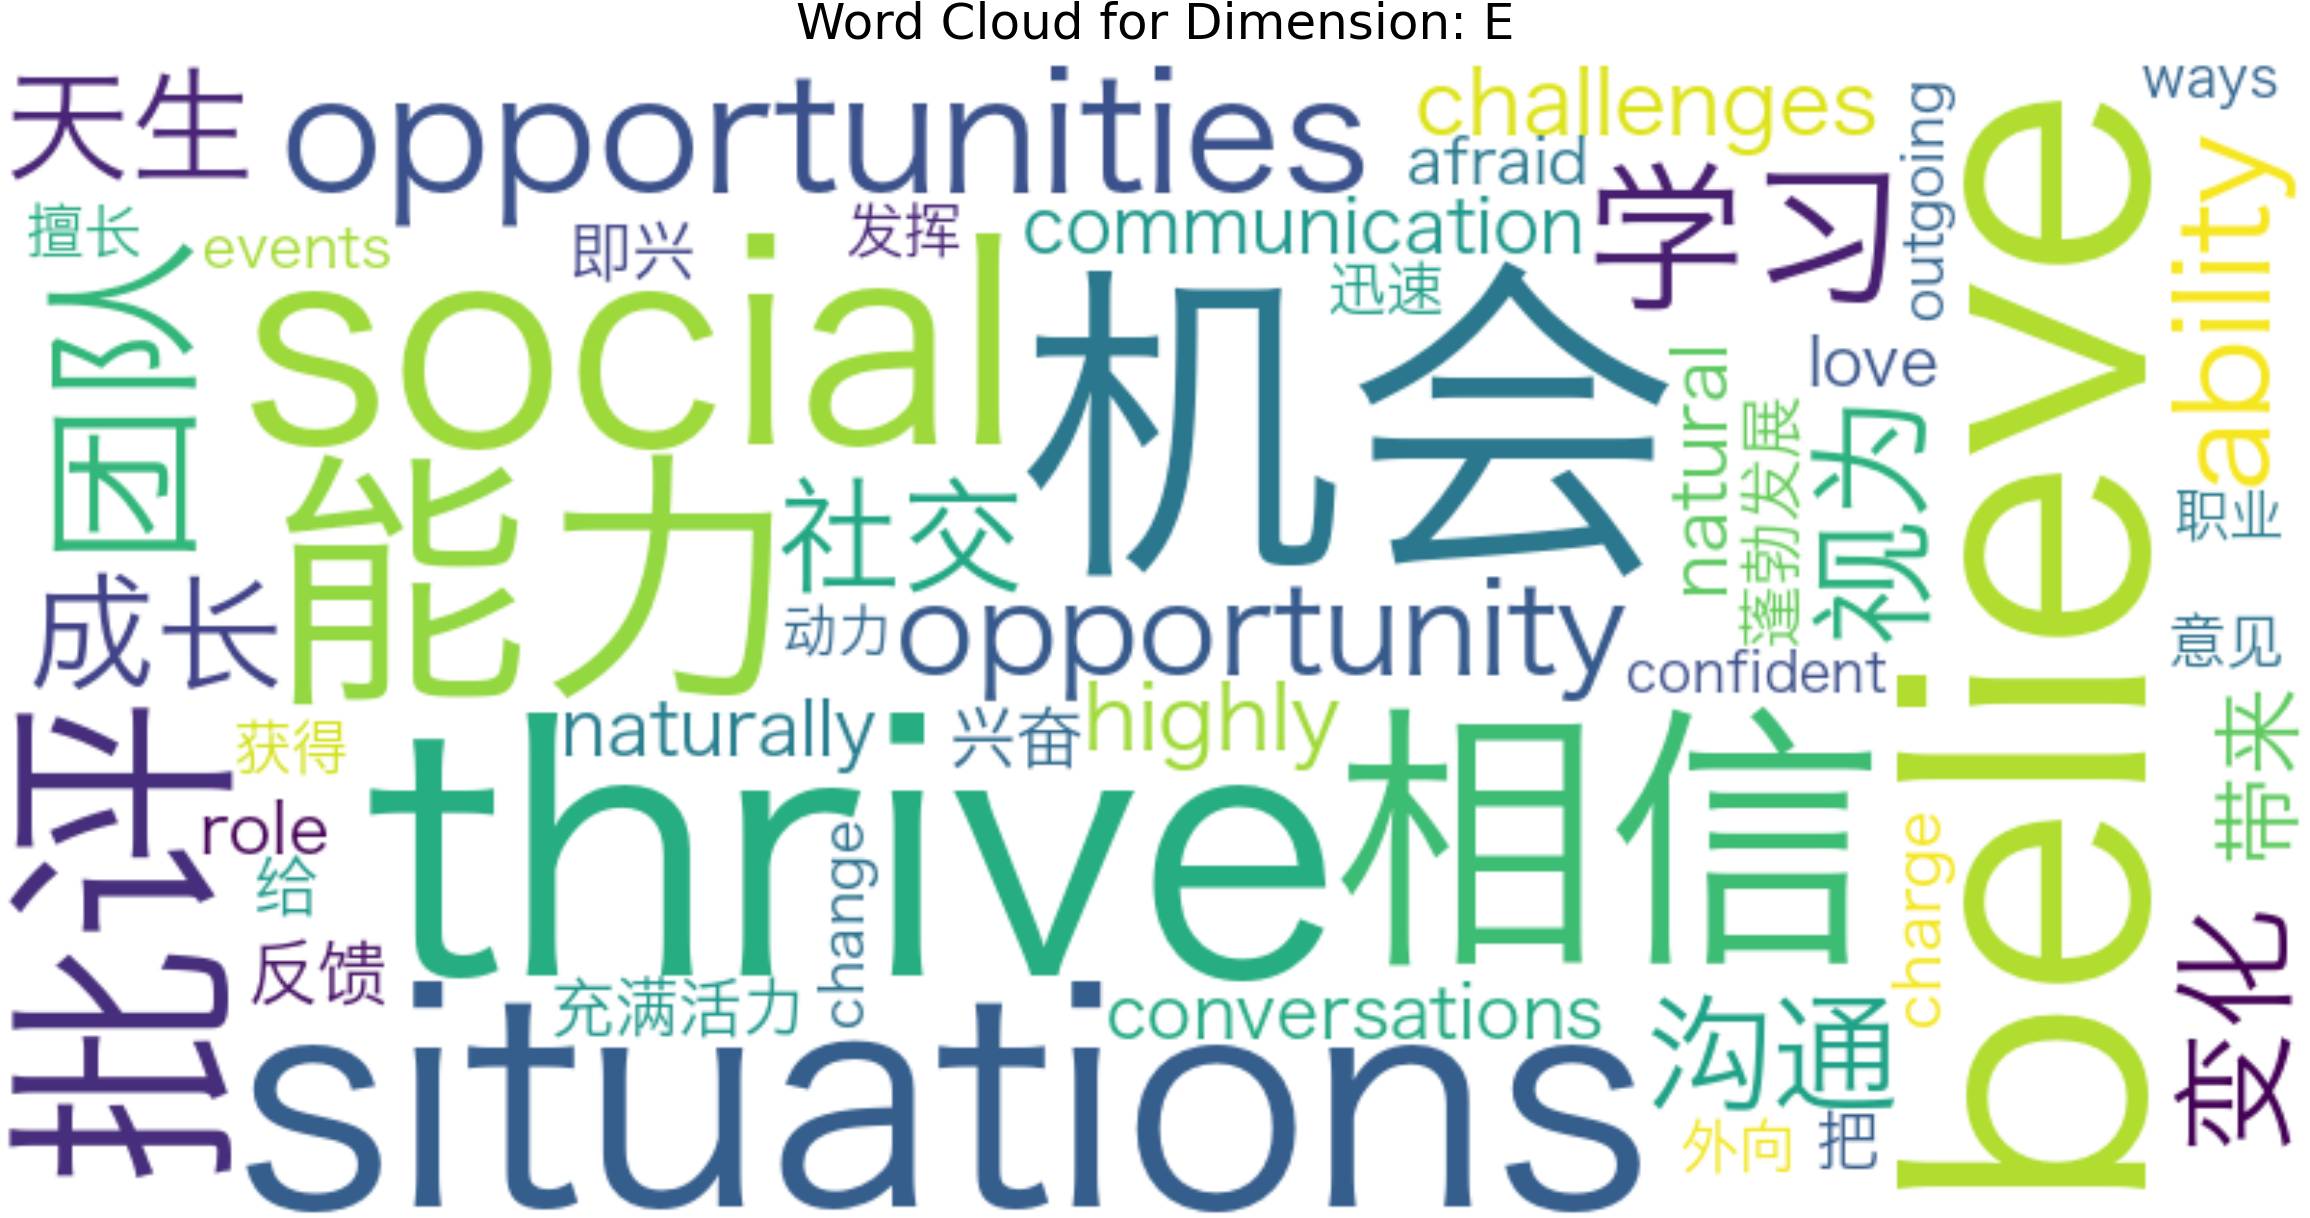 Word Cloud for Dimension: E
天生
opportunities
challenges
ways
afraid
outgoing
学习
believe
ability
擅长
events
即兴
发挥
communication
迅速
团队
social
机会
love
natural
蓬勃发展
视为
能力
社交
职业
成长
动力
opportunity
confident
意见
批评
获得
naturally
兴奋
highly
相信
带来
role
thrive
给
change
charge
反馈
充满活力
conversations
沟通
变化
situations
外向
把